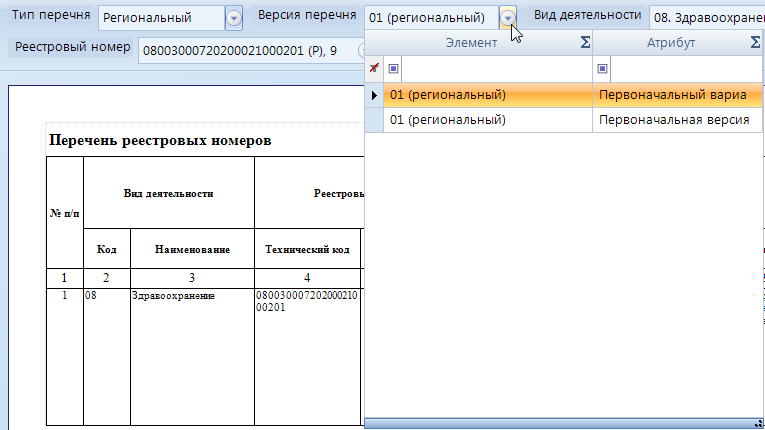 Тип перечня Региональный Версия перечня 01 (региональный) Вид деятельности 08. Здравоохранен
Реестровый номер 08003000720200021000201 (Р), 9
Элемент Σ Атрибут Σ
01 (региональный) Первоначальный вариа
01 (региональный) Первоначальная версия
Перечень реестровых номеров
№ п/п Вид деятельности Реестровы
Код Наименование Технический код
1 2 3 4
1 08 Здравоохранение 080030007202000210
00201